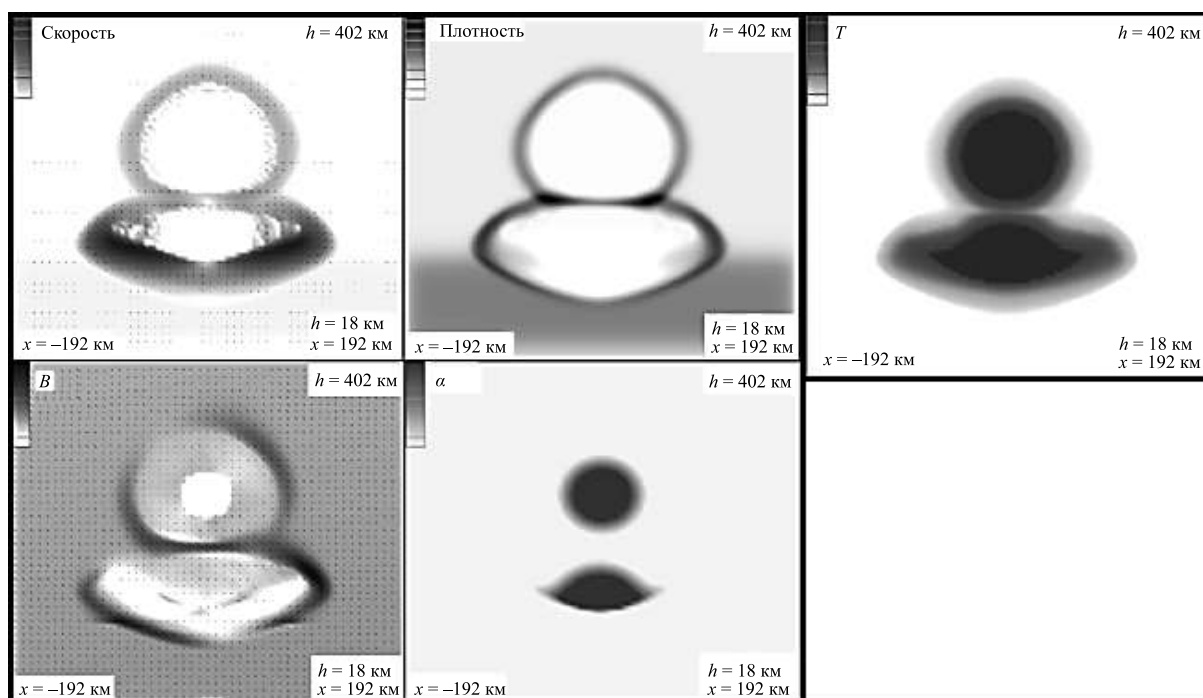 Скорость
h = 402 км
h = 18 км
x = –192 км
x = 192 км
Плотность
h = 402 км
h = 18 км
x = –192 км
x = 192 км
T
h = 402 км
h = 18 км
x = –192 км
x = 192 км
B
h = 402 км
h = 18 км
x = –192 км
x = 192 км
α
h = 402 км
h = 18 км
x = –192 км
x = 192 км